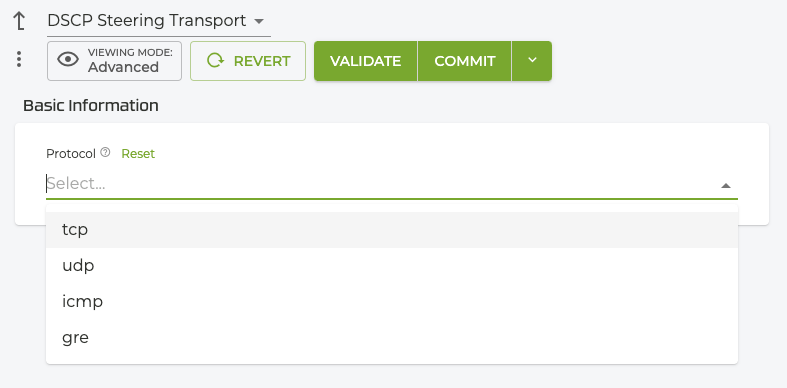 DSCP Steering Transport
VIEWING MODE:
Advanced
REVERT
VALIDATE
COMMIT
Basic Information
Protocol
Reset
Select...
tcp
udp
icmp
gre